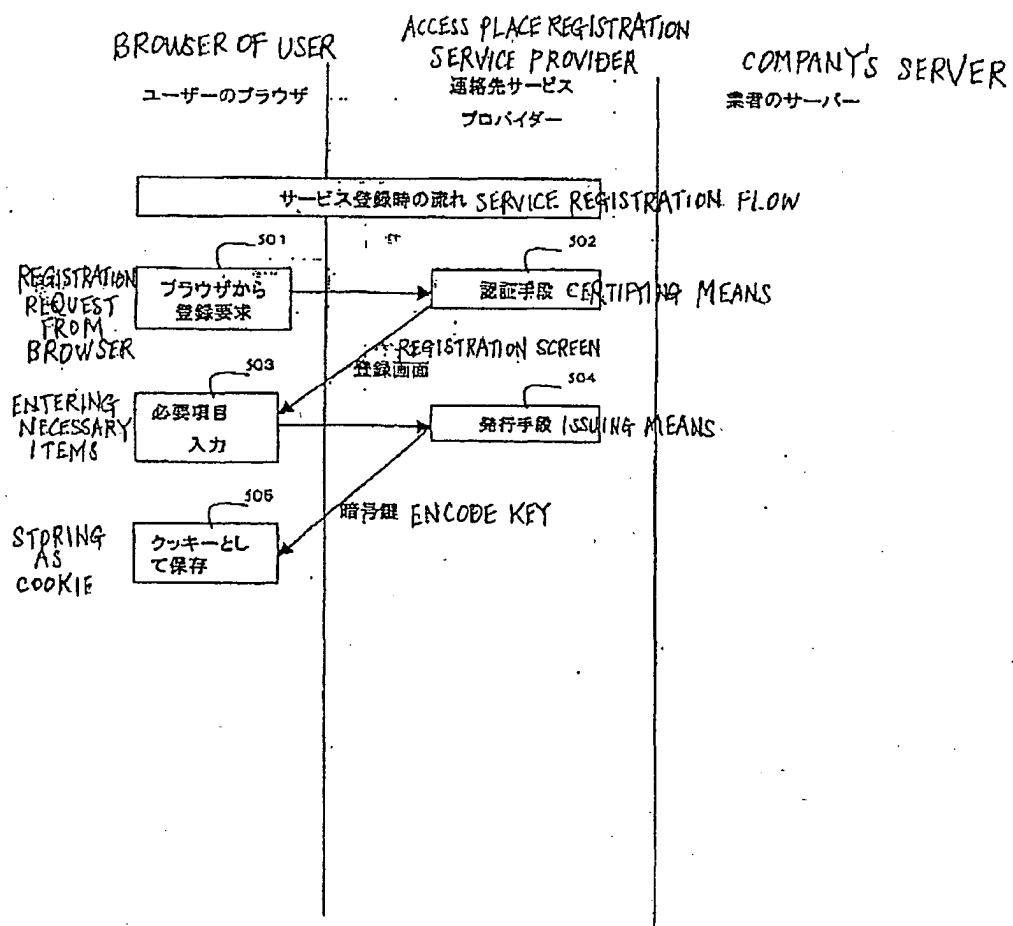 BROWSER OF USER
ユーザーのブラウザ
ACCESS PLACE REGISTRATION
SERVICE PROVIDER
連絡先サービス
プロバイダー
COMPANY'S SERVER
業者のサーバー
サービス登録時の流れ SERVICE REGISTRATION FLOW
501
REGISTRATION
REQUEST
FROM
BROWSER
ブラウザから
登録要求
502
認証手段 CERTIFYING MEANS
REGISTRATION SCREEN
登録画面
503
ENTERING
NECESSARY
ITEMS
必要項目
入力
504
発行手段 ISSUING MEANS
暗号鍵 ENCODE KEY
505
STORING
AS
COOKIE
クッキーとし
て保存